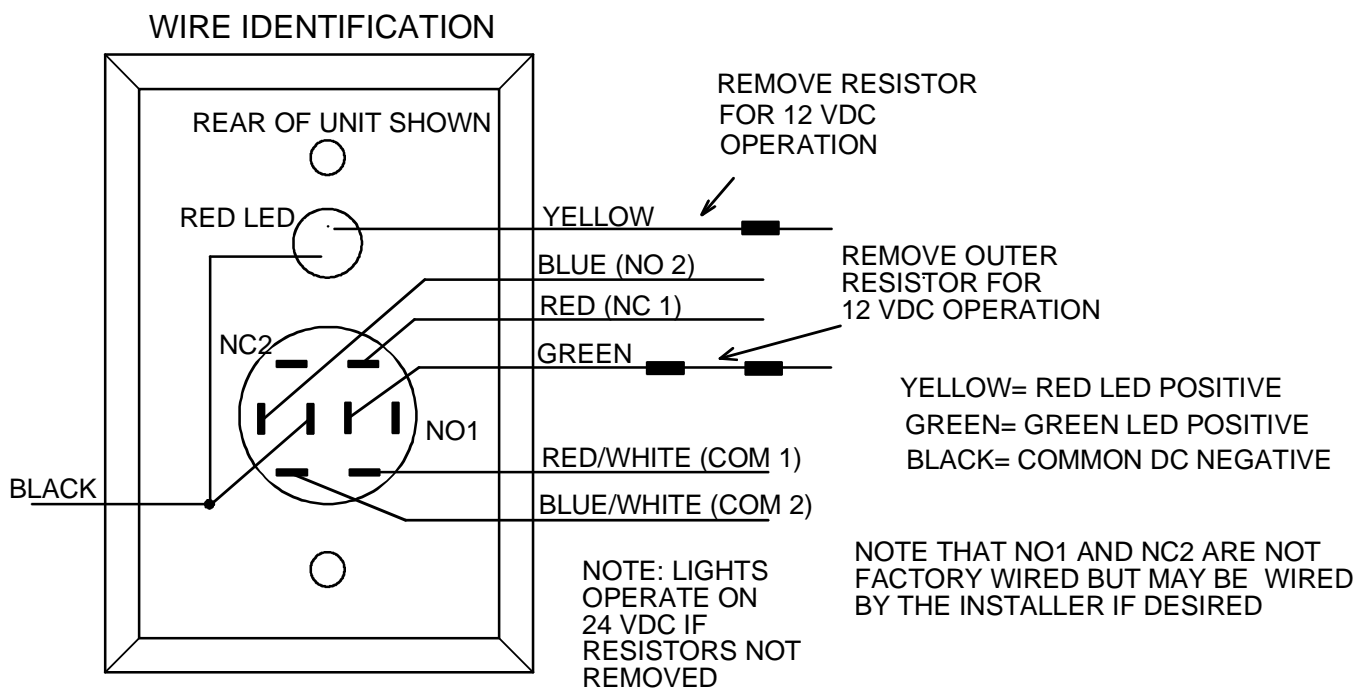 WIRE IDENTIFICATION
REAR OF UNIT SHOWN
RED LED
REMOVE RESISTOR
FOR 12 VDC
OPERATION
YELLOW
BLUE (NO 2)
RED (NC 1)
GREEN
REMOVE OUTER
RESISTOR FOR
12 VDC OPERATION
NC2
NO1
YELLOW= RED LED POSITIVE
GREEN= GREEN LED POSITIVE
BLACK= COMMON DC NEGATIVE
RED/WHITE (COM 1)
BLACK
BLUE/WHITE (COM 2)
NOTE: LIGHTS
OPERATE ON
24 VDC IF
RESISTORS NOT
REMOVED
NOTE THAT NO1 AND NC2 ARE NOT
FACTORY WIRED BUT MAY BE WIRED
BY THE INSTALLER IF DESIRED